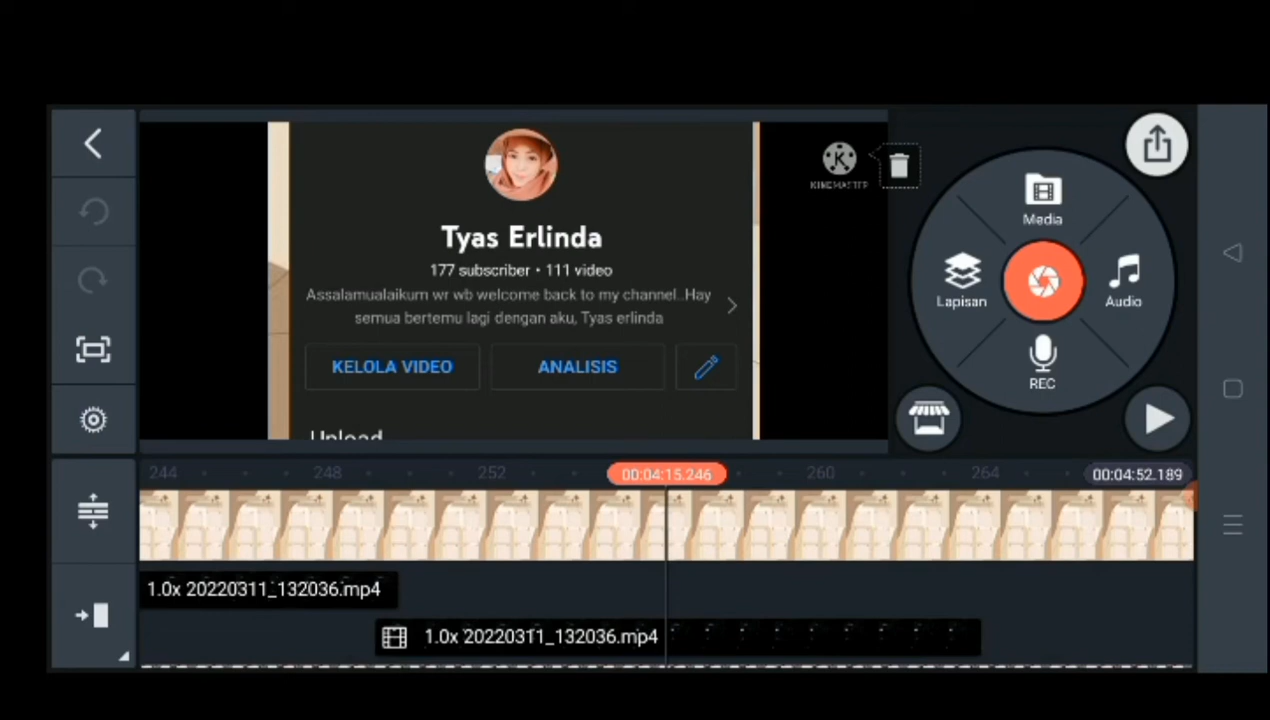 KINEMASTER
Tyas Erlinda
177 subscriber • 111 video
Assalamualaikum wr wb welcome back to my channel..Hay
semua bertemu lagi dengan aku, Tyas erlinda
KELOLA VIDEO
ANALISIS
Upload
Media
Lapisan
Audio
REC
244
248
252
00:04:15.246
260
264
00:04:52.189
1.0x 20220311_132036.mp4
1.0x 20220311_132036.mp4